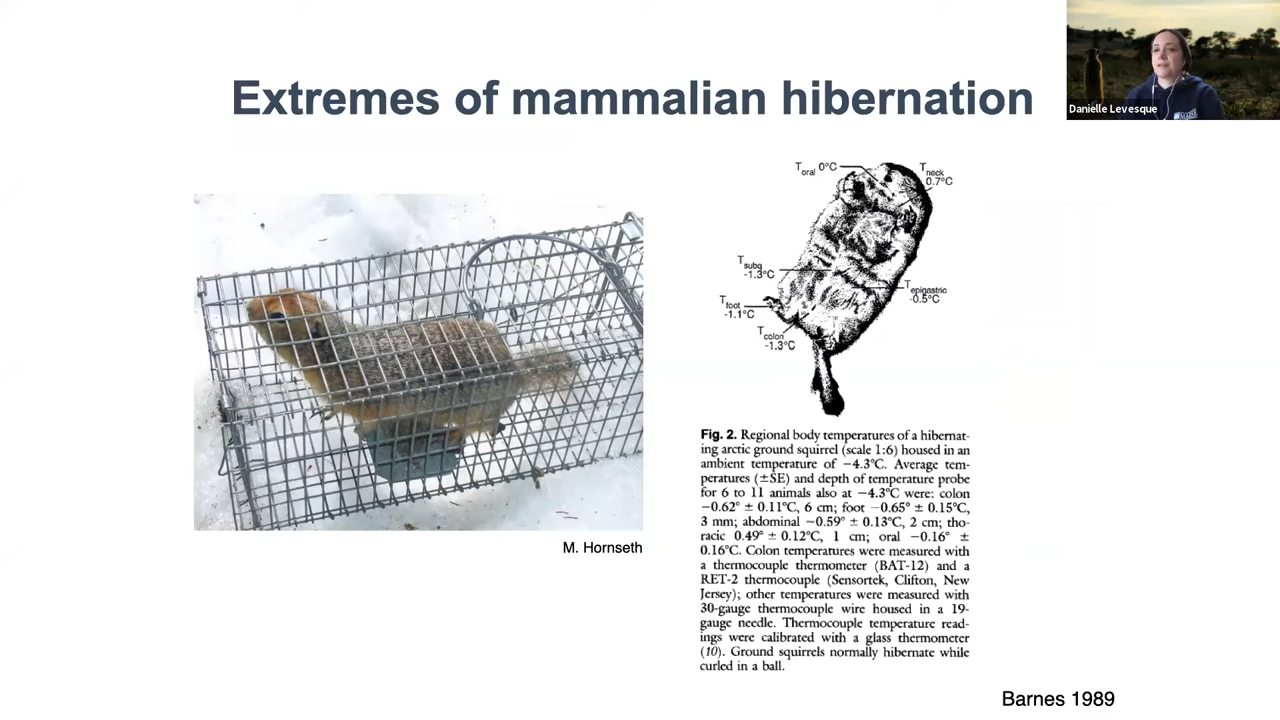 Extremes of mammalian hibernation
Danielle Levesque
T oral 0°C
T neck
0.7°C
T subq
-1.3°C
T epigastric
-0.5°C
T foot
-1.1°C
T colon
-1.3°C
M. Hornseth
Fig. 2. Regional body temperatures of a hibernat-
ing arctic ground squirrel (scale 1:6) housed in an
ambient temperature of −4.3°C. Average tem-
peratures (±SE) and depth of temperature probe
for 6 to 11 animals also at −4.3°C were: colon
−0.62° ± 0.11°C, 6 cm; foot −0.65° ± 0.15°C,
3 mm; abdominal −0.59° ± 0.13°C, 2 cm; tho-
racic 0.49° ± 0.12°C, 1 cm; oral −0.16° ±
0.16°C. Colon temperatures were measured with
a thermocouple thermometer (BAT-12) and a
RET-2 thermocouple (Sensortek, Clifton, New
Jersey); other temperatures were measured with
30-gauge thermocouple wire housed in a 19-
gauge needle. Thermocouple temperature read-
ings were calibrated with a glass thermometer
(10). Ground squirrels normally hibernate while
curled in a ball.
Barnes 1989